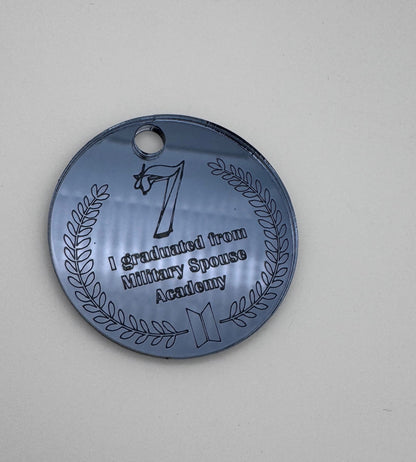 7
I graduated from
Military Spouse
Academy